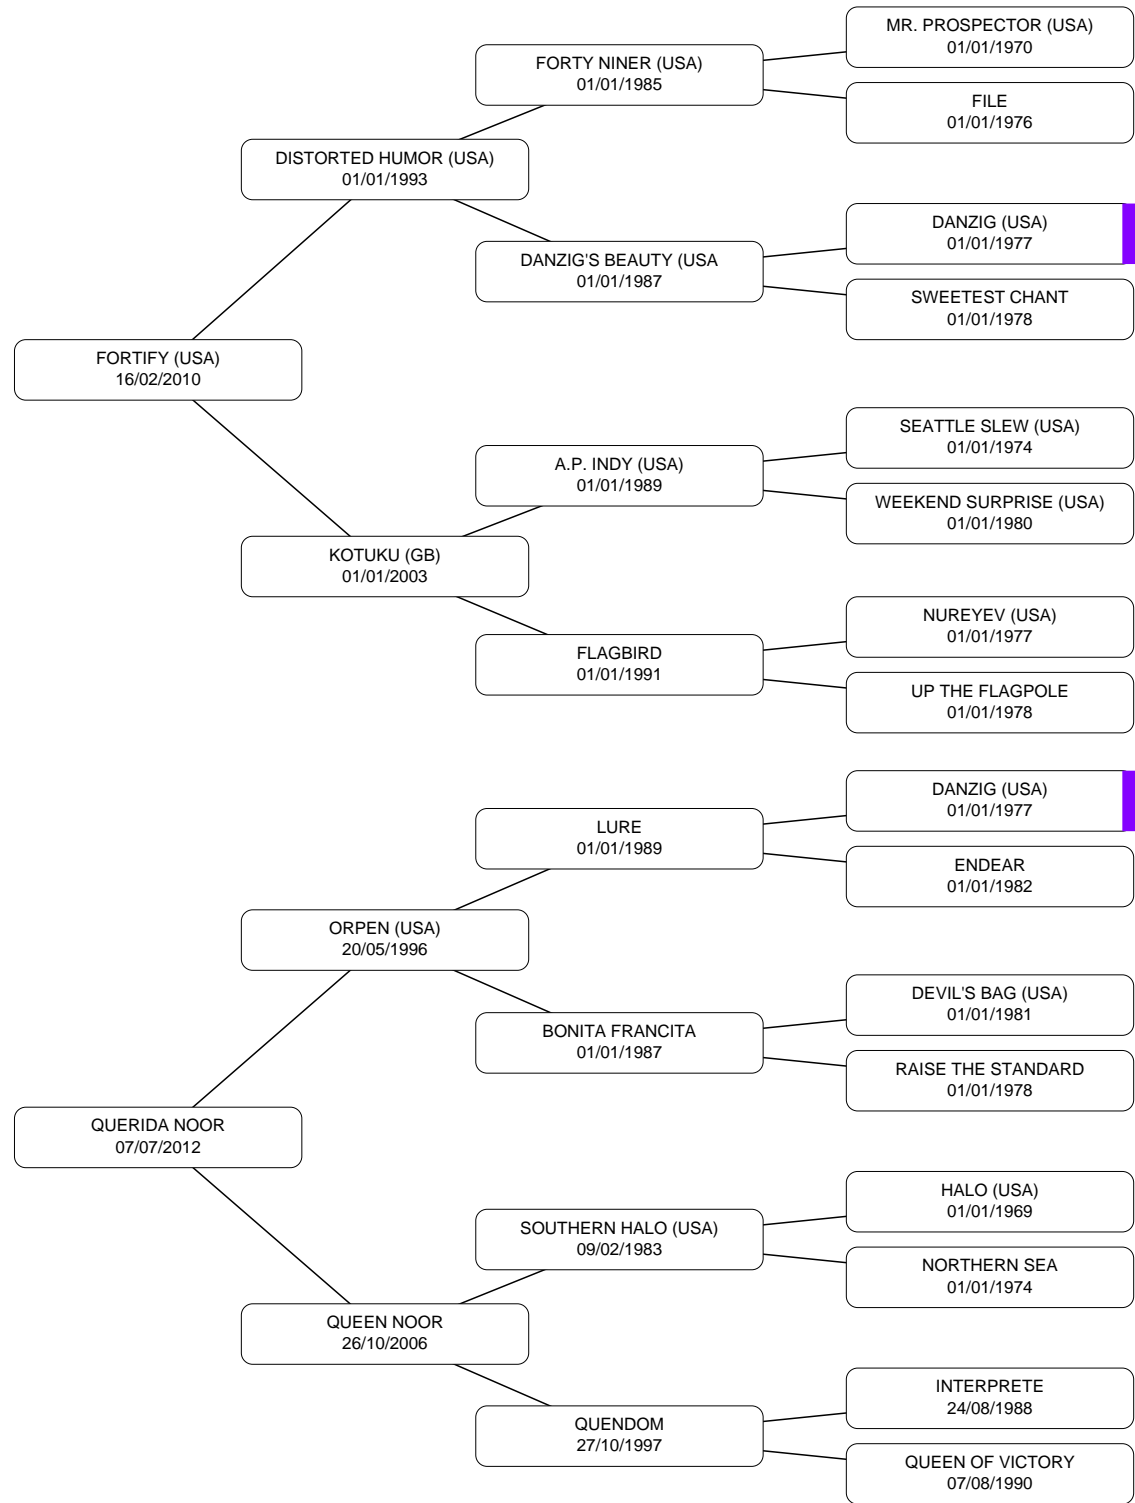 MR. PROSPECTOR (USA)
01/01/1970
FORTY NINER (USA)
01/01/1985
FILE
01/01/1976
DISTORTED HUMOR (USA)
01/01/1993
DANZIG (USA)
01/01/1977
DANZIG'S BEAUTY (USA
01/01/1987
SWEETEST CHANT
01/01/1978
FORTIFY (USA)
16/02/2010
SEATTLE SLEW (USA)
01/01/1974
A.P. INDY (USA)
01/01/1989
WEEKEND SURPRISE (USA)
01/01/1980
KOTUKU (GB)
01/01/2003
NUREYEV (USA)
01/01/1977
FLAGBIRD
01/01/1991
UP THE FLAGPOLE
01/01/1978
DANZIG (USA)
01/01/1977
LURE
01/01/1989
ENDEAR
01/01/1982
ORPEN (USA)
20/05/1996
DEVIL'S BAG (USA)
01/01/1981
BONITA FRANCITA
01/01/1987
RAISE THE STANDARD
01/01/1978
QUERIDA NOOR
07/07/2012
HALO (USA)
01/01/1969
SOUTHERN HALO (USA)
09/02/1983
NORTHERN SEA
01/01/1974
QUEEN NOOR
26/10/2006
INTERPRETE
24/08/1988
QUENDOM
27/10/1997
QUEEN OF VICTORY
07/08/1990